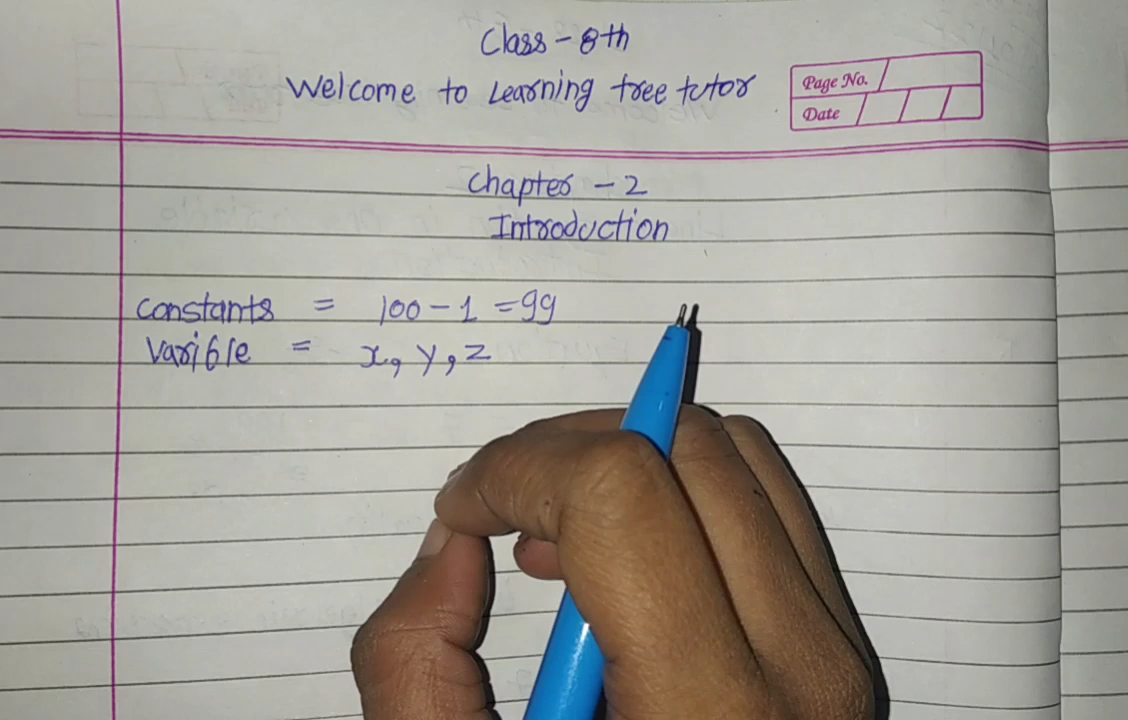 Class - 8th
Welcome to Learning tree tutor
Page No.
Date
Chapter - 2
Introduction
constants = 100 - 1 = 99
Varible = x, y, z